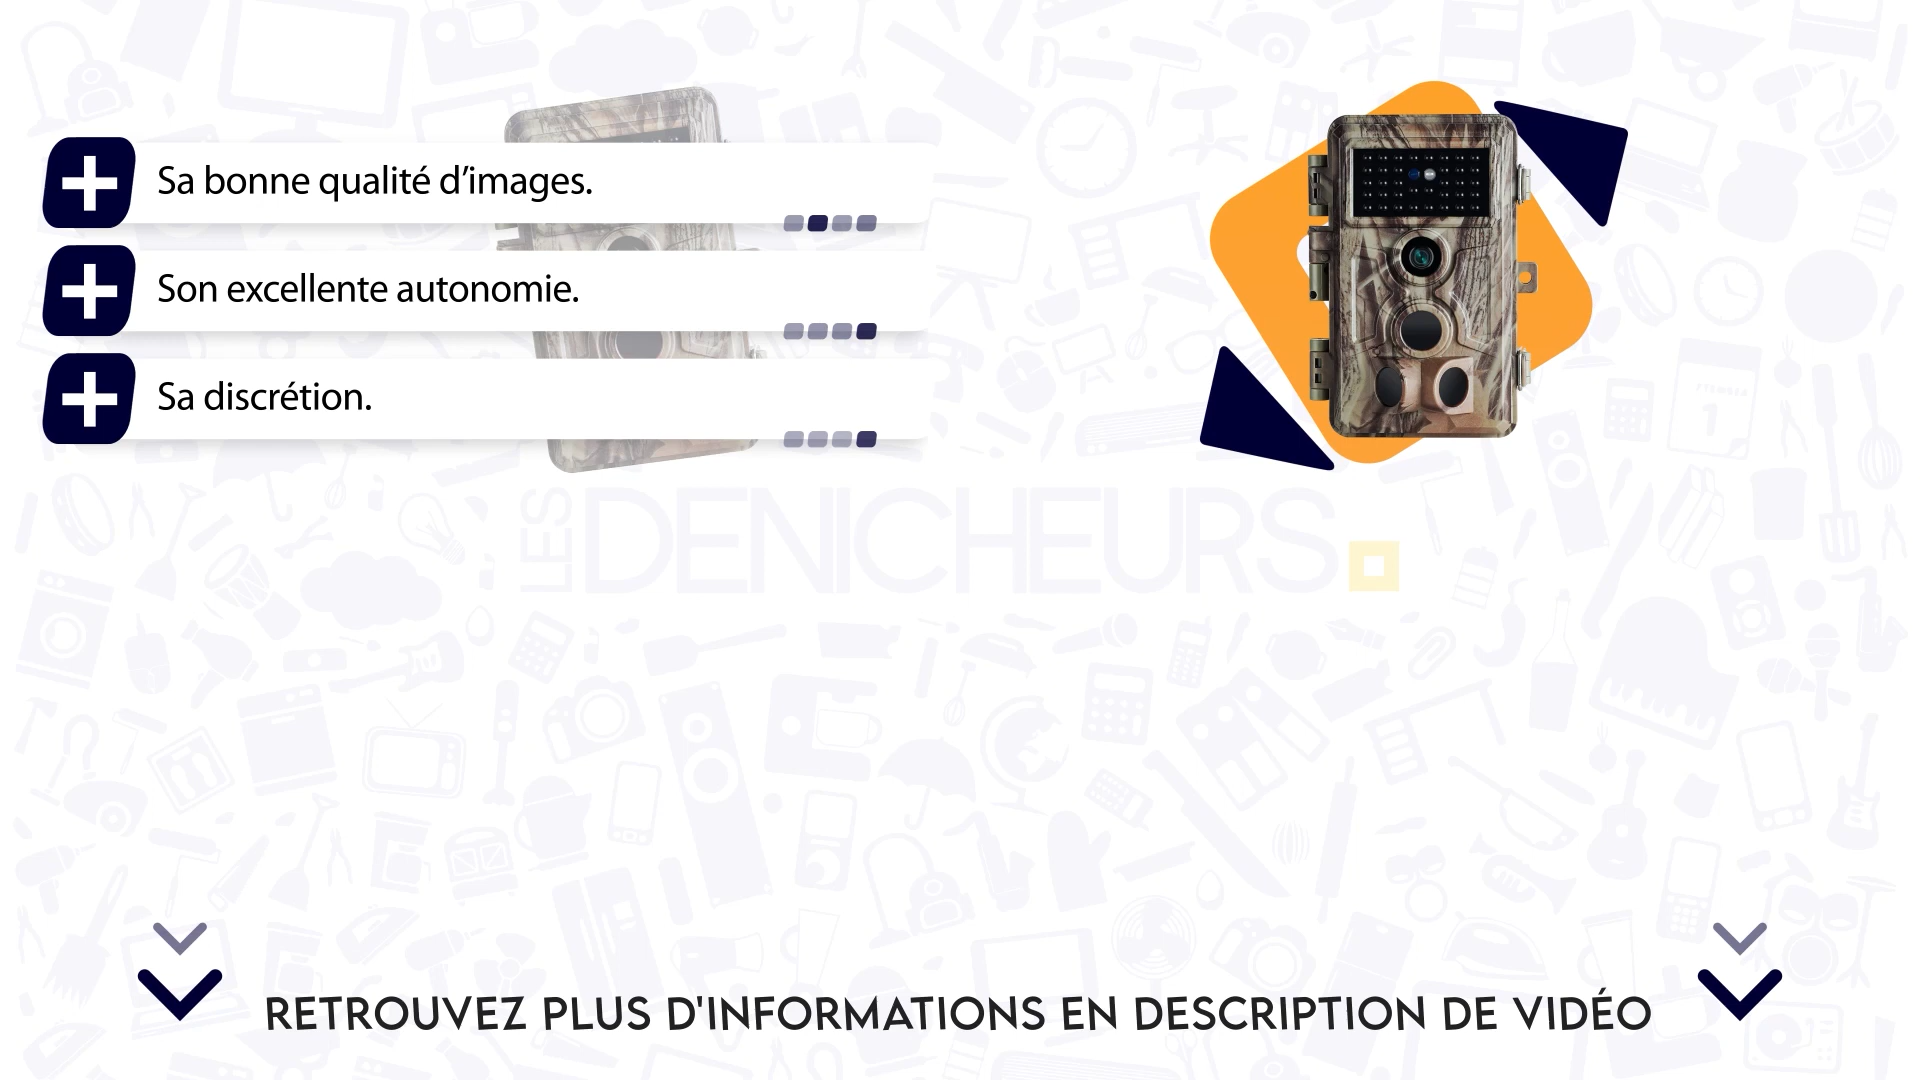 Sa bonne qualité d’images.
Son excellente autonomie.
Sa discrétion.
LES DENICHEURS
RETROUVEZ PLUS D'INFORMATIONS EN DESCRIPTION DE VIDÉO